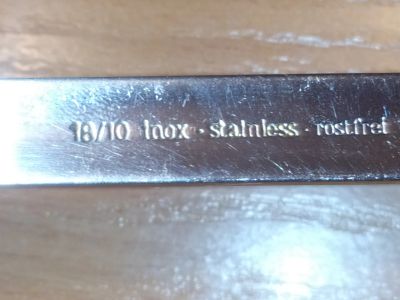 18/10 inox · stainless · rostfrei